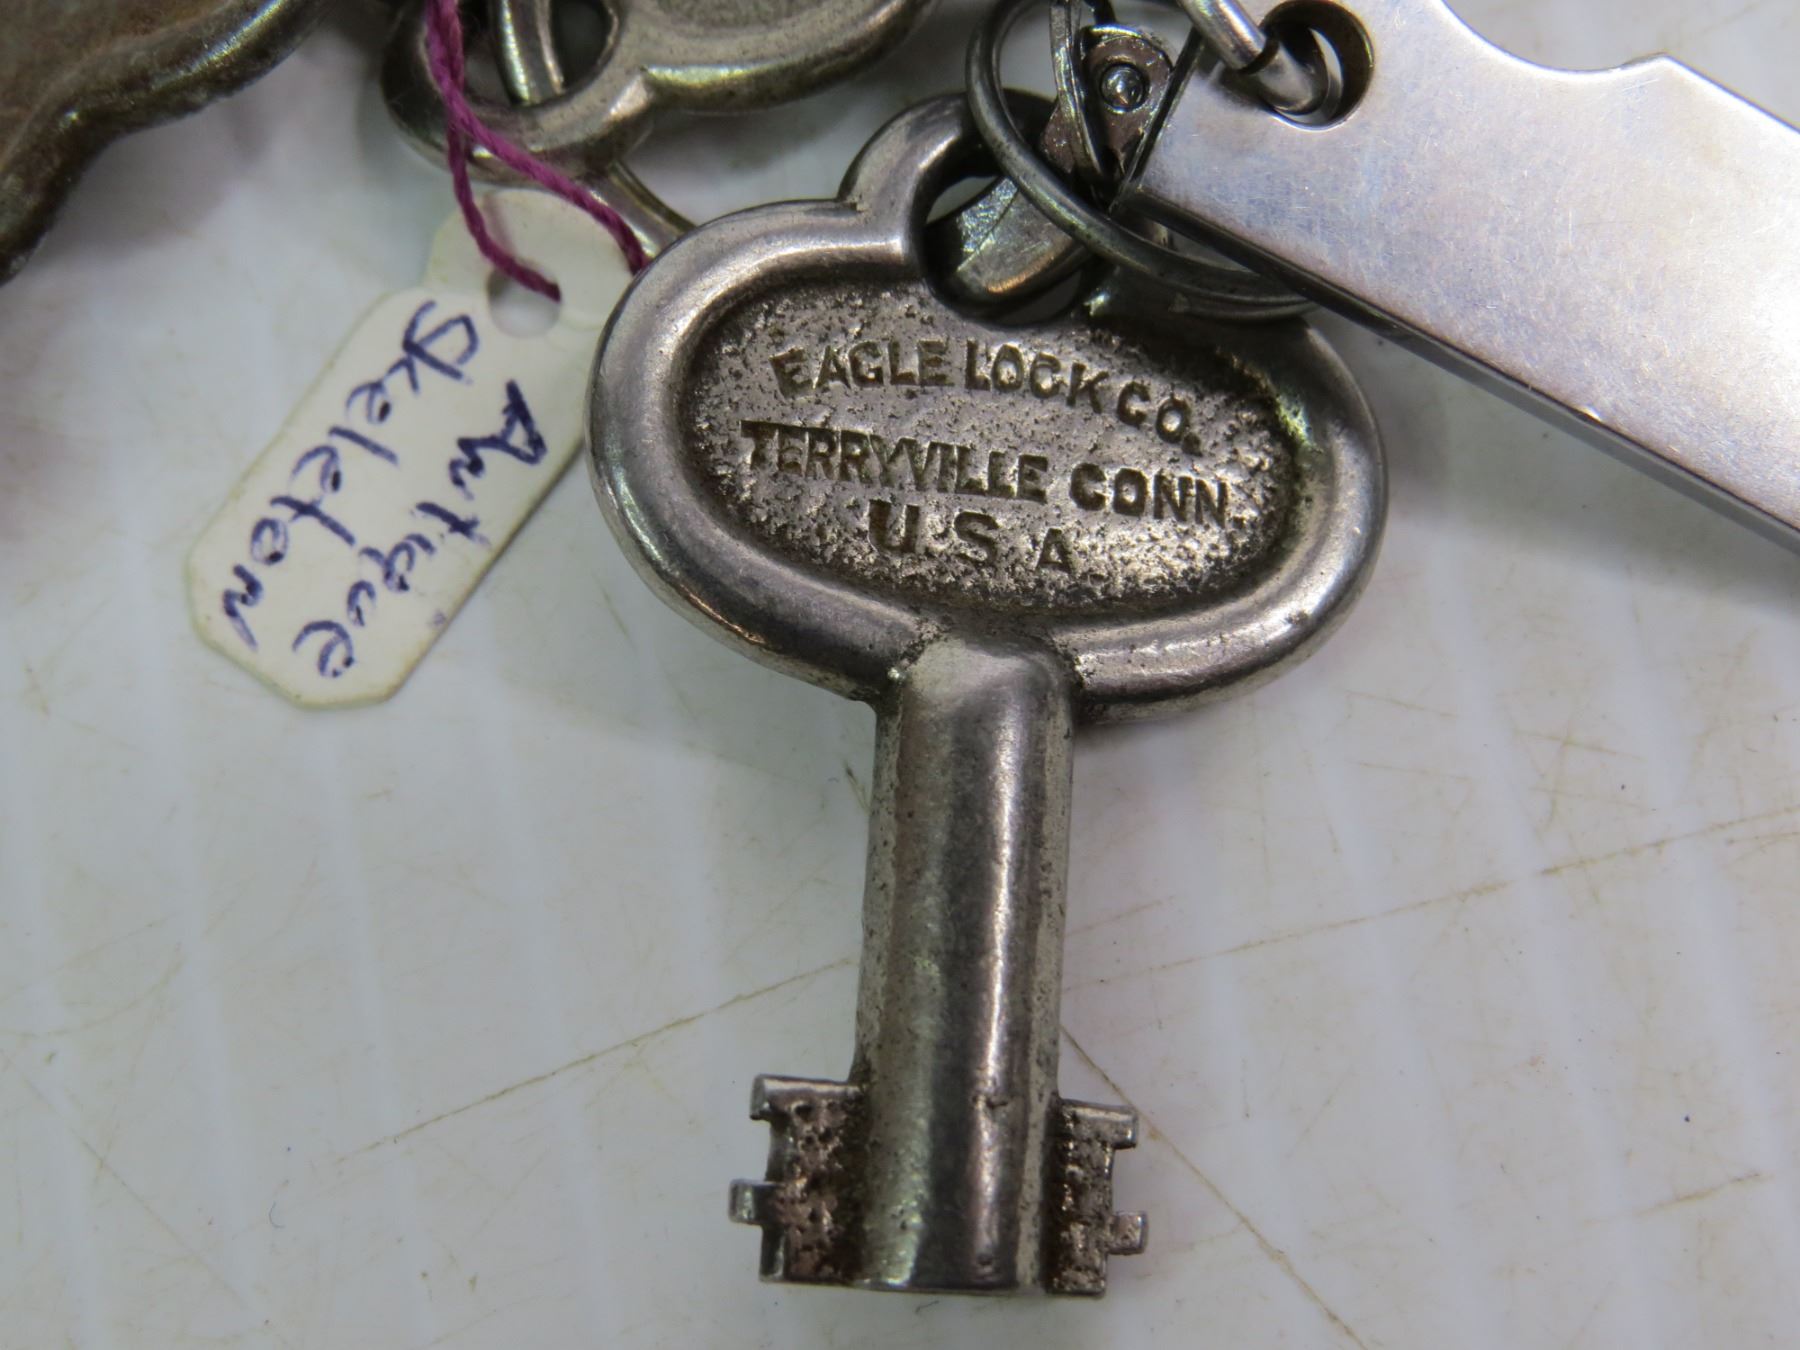 EAGLE LOCK CO.
TERRYVILLE CONN.
U.S.A
Antique
Skeleton